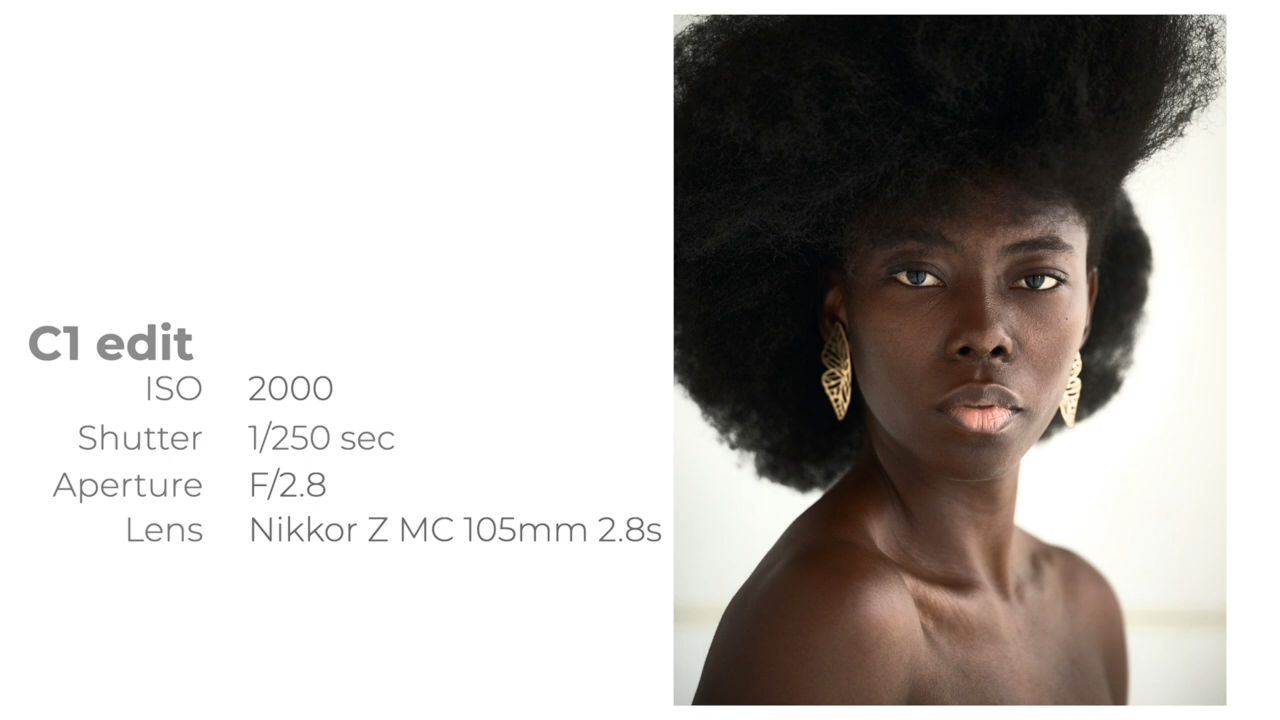 C1 edit
ISO 2000
Shutter 1/250 sec
Aperture F/2.8
Lens Nikkor Z MC 105mm 2.8s